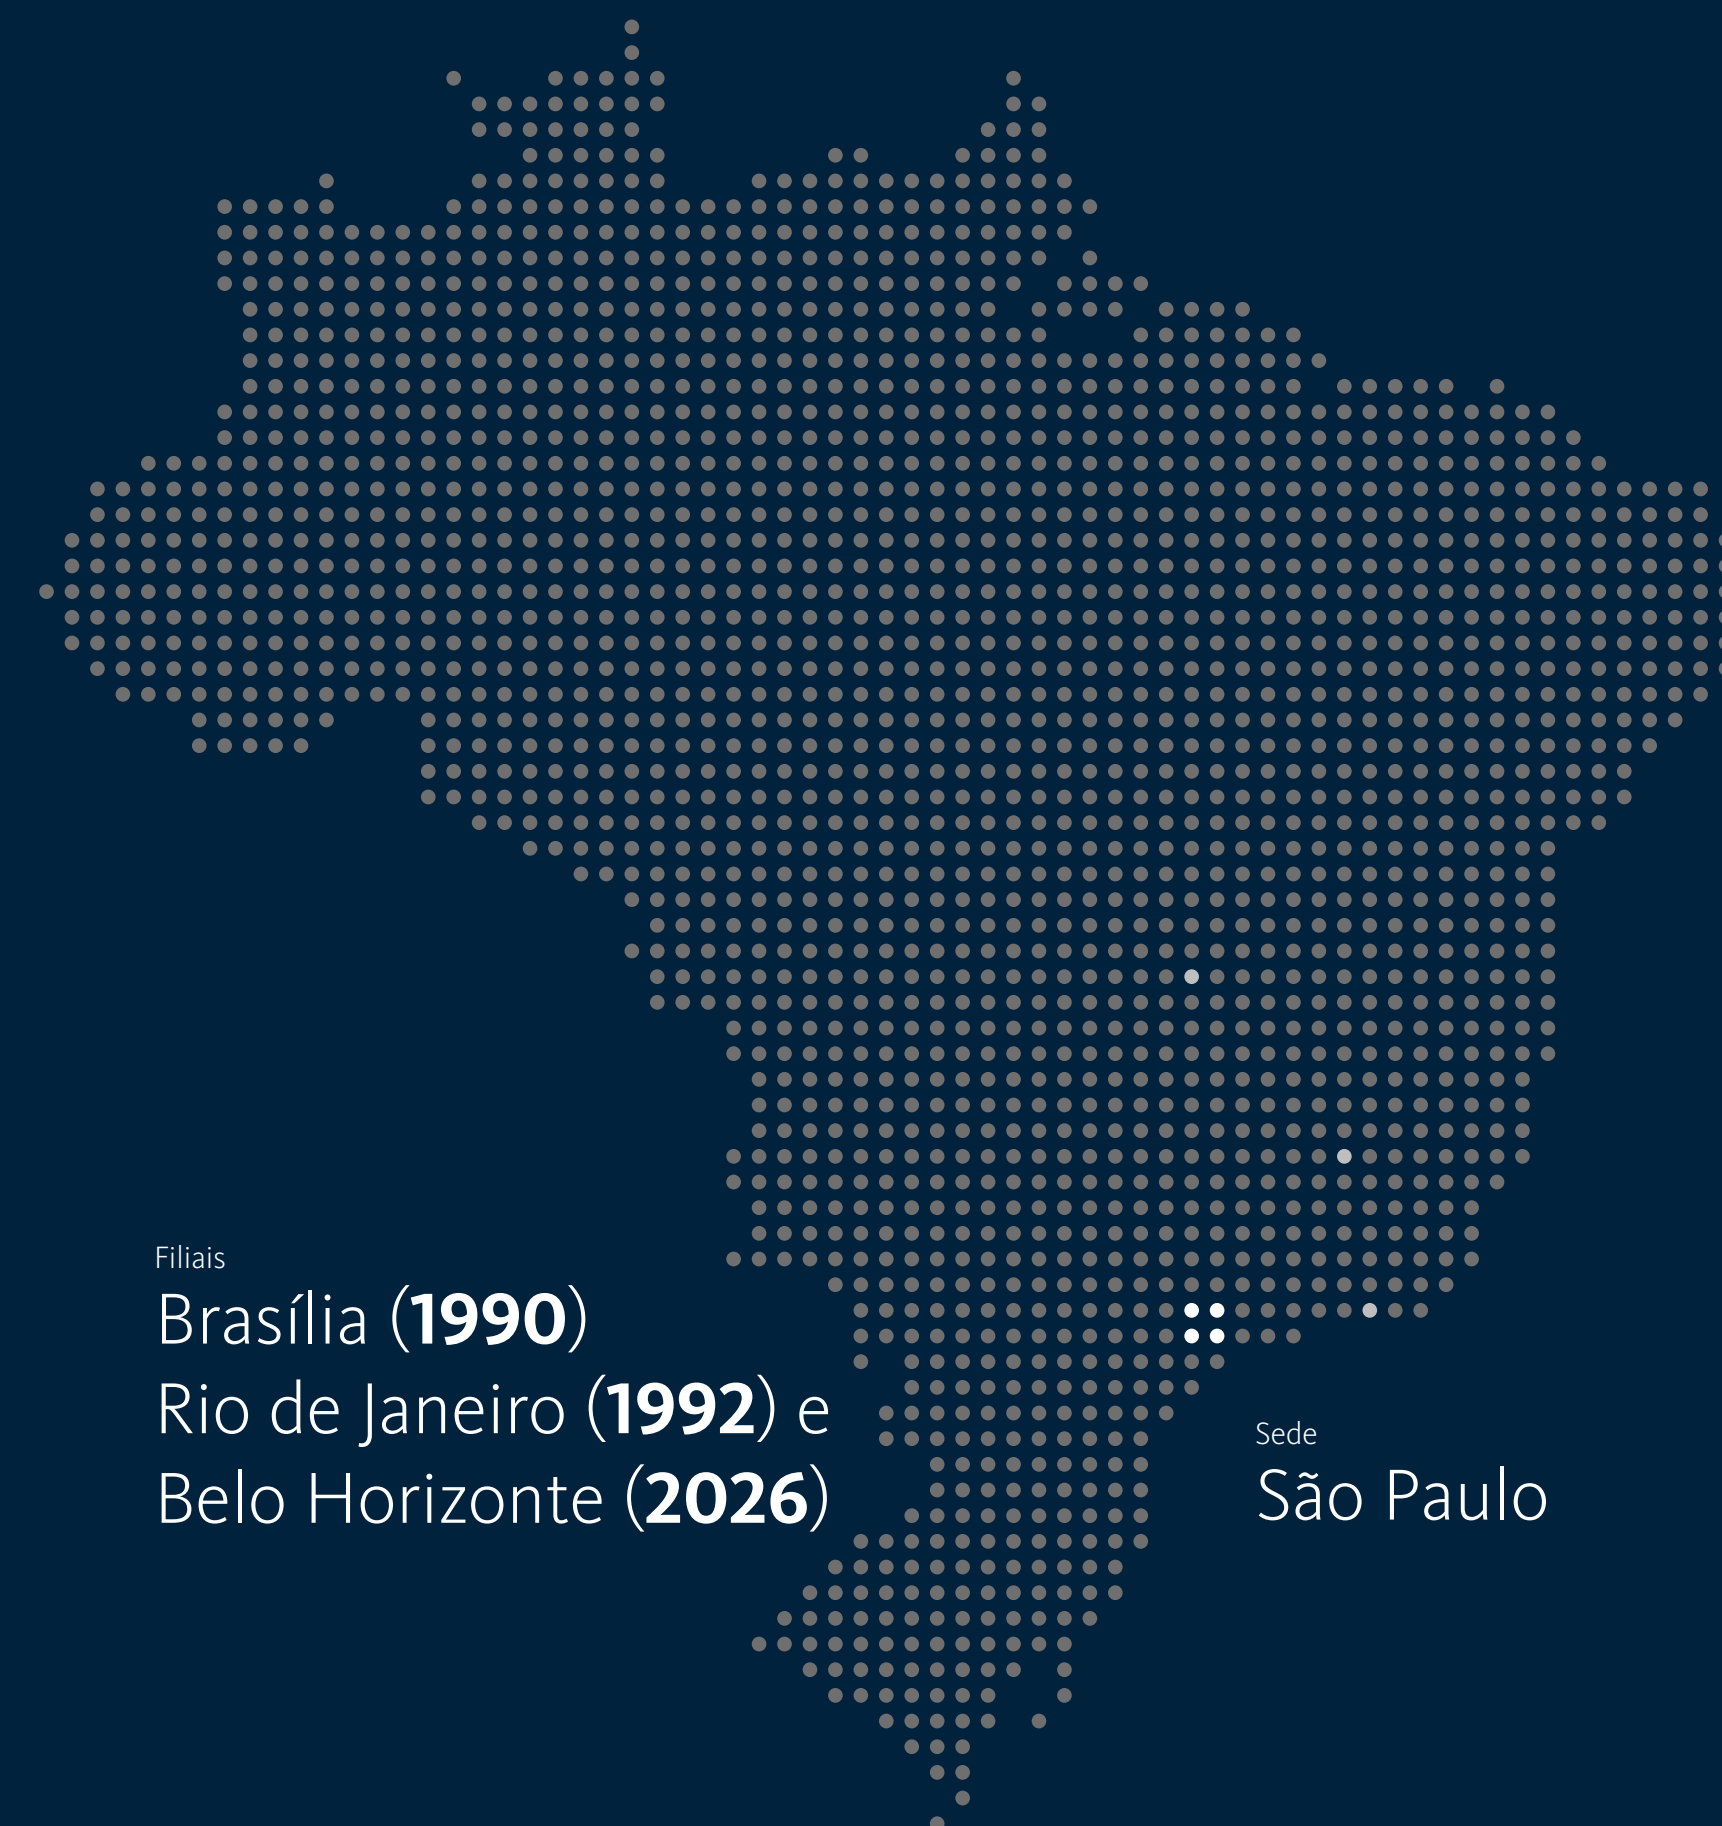 Filiais
Brasília (1990)
Rio de Janeiro (1992) e
Belo Horizonte (2026)
Sede
São Paulo